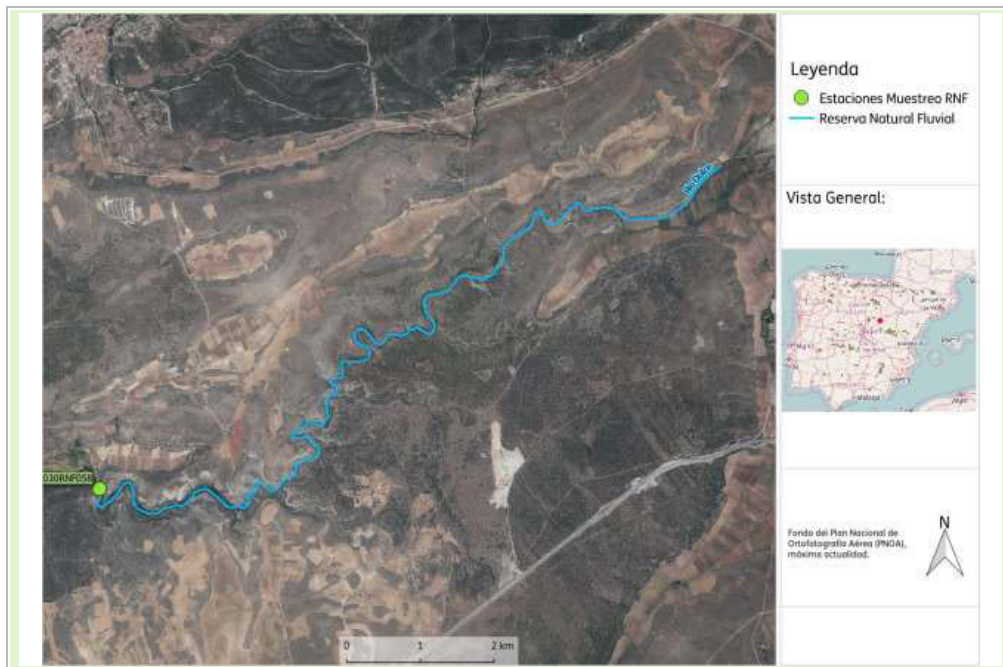 Leyenda
Estaciones Muestreo RNF
Reserva Natural Fluvial
Vista General:
030RNF058
Fondo del Plan Nacional de
Ortofotografía Aérea (PNOA),
máxima actualidad.
N
0 1 2 km